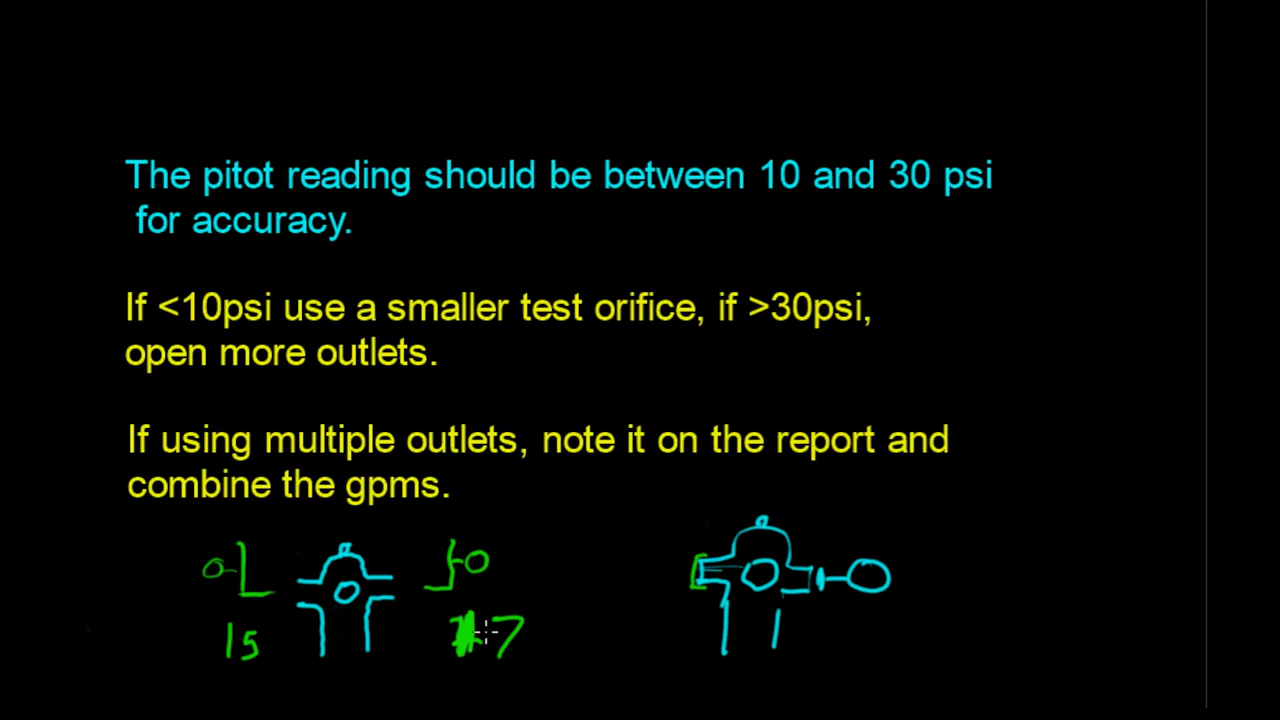 The pitot reading should be between 10 and 30 psi
for accuracy.
If <10psi use a smaller test orifice, if >30psi,
open more outlets.
If using multiple outlets, note it on the report and
combine the gpms.
15
7